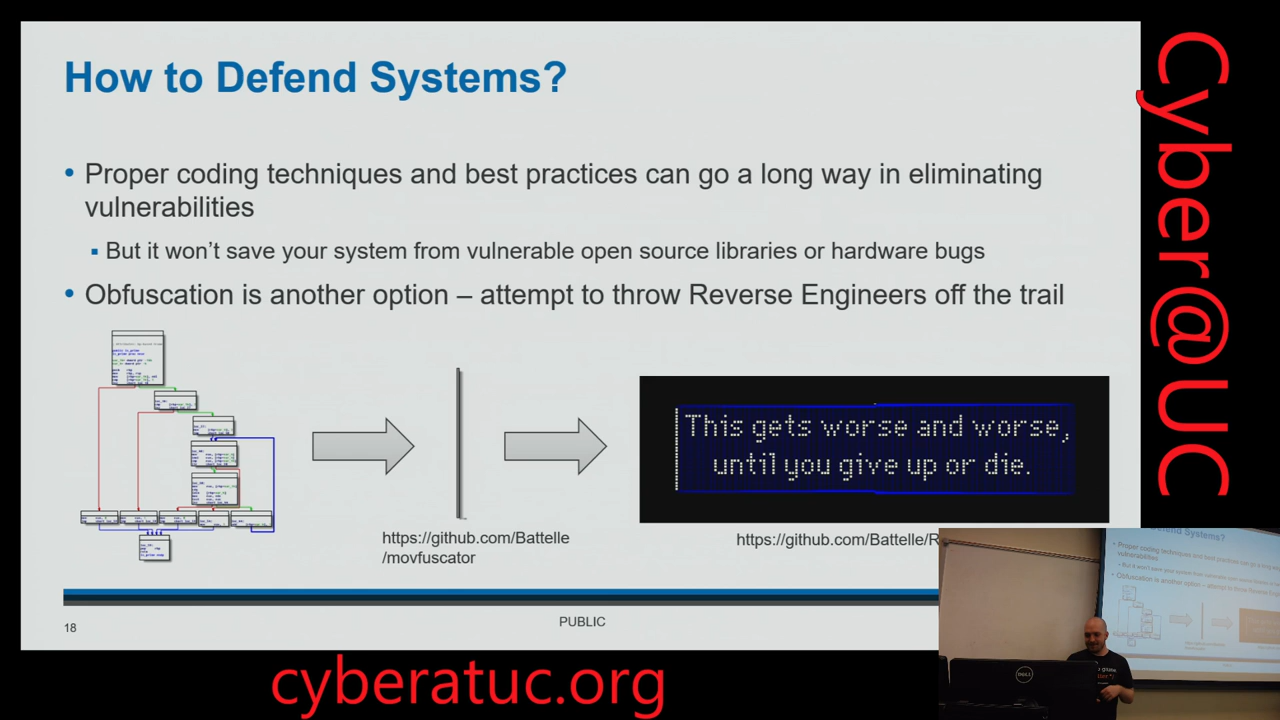 How to Defend Systems?
• Proper coding techniques and best practices can go a long way in eliminating
vulnerabilities
▪ But it won't save your system from vulnerable open source libraries or hardware bugs
• Obfuscation is another option – attempt to throw Reverse Engineers off the trail
This gets worse and worse,
until you give up or die.
https://github.com/Battelle
/movfuscator
https://github.com/Battelle/R
PUBLIC
18
Cyber@UC
cyberatuc.org
Defend Systems?
DELL